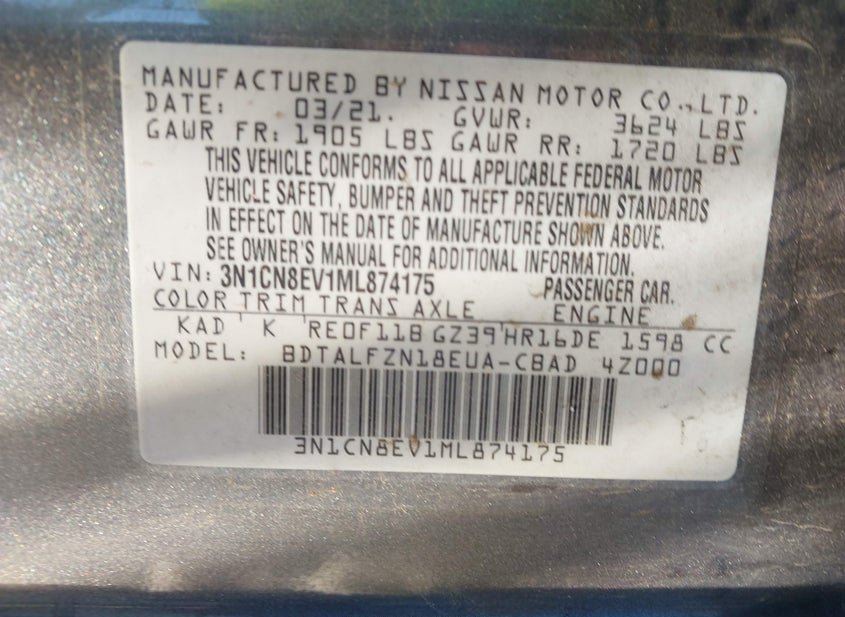 MANUFACTURED BY NISSAN MOTOR CO., LTD.
DATE: 03/21. GVWR: 3624 LBS
GAWR FR: 1905 LBS GAWR RR: 1720 LBS
THIS VEHICLE CONFORMS TO ALL APPLICABLE FEDERAL MOTOR
VEHICLE SAFETY, BUMPER AND THEFT PREVENTION STANDARDS
IN EFFECT ON THE DATE OF MANUFACTURE SHOWN ABOVE.
SEE OWNER'S MANUAL FOR ADDITIONAL INFORMATION.
VIN: 3N1CN8EV1ML874175 PASSENGER CAR.
COLOR TRIM TRANS AXLE ENGINE
KAD K RE0F11B GZ39 HR16DE 1598 CC
MODEL: BDTALFZN18EUA-CBAD 4Z000
3N1CN8EV1ML874175